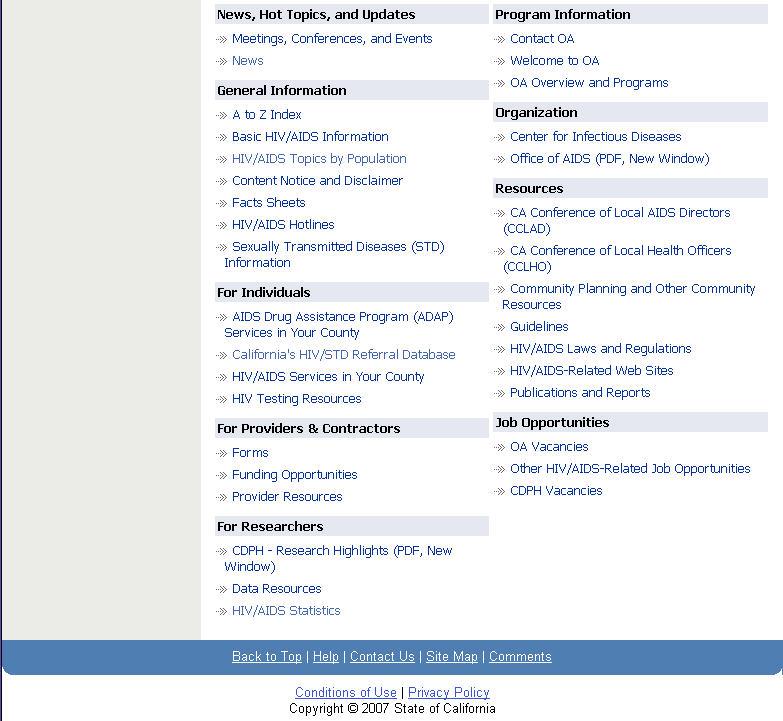 News, Hot Topics, and Updates
Meetings, Conferences, and Events
News
General Information
A to Z Index
Basic HIV/AIDS Information
HIV/AIDS Topics by Population
Content Notice and Disclaimer
Facts Sheets
HIV/AIDS Hotlines
Sexually Transmitted Diseases (STD)
Information
For Individuals
AIDS Drug Assistance Program (ADAP)
Services in Your County
California's HIV/STD Referral Database
HIV/AIDS Services in Your County
HIV Testing Resources
For Providers & Contractors
Forms
Funding Opportunities
Provider Resources
For Researchers
CDPH - Research Highlights (PDF, New
Window)
Data Resources
HIV/AIDS Statistics
Program Information
Contact OA
Welcome to OA
OA Overview and Programs
Organization
Center for Infectious Diseases
Office of AIDS (PDF, New Window)
Resources
CA Conference of Local AIDS Directors
(CCLAD)
CA Conference of Local Health Officers
(CCLHO)
Community Planning and Other Community
Resources
Guidelines
HIV/AIDS Laws and Regulations
HIV/AIDS-Related Web Sites
Publications and Reports
Job Opportunities
OA Vacancies
Other HIV/AIDS-Related Job Opportunities
CDPH Vacancies
Back to Top | Help | Contact Us | Site Map | Comments
Conditions of Use | Privacy Policy
Copyright © 2007 State of California